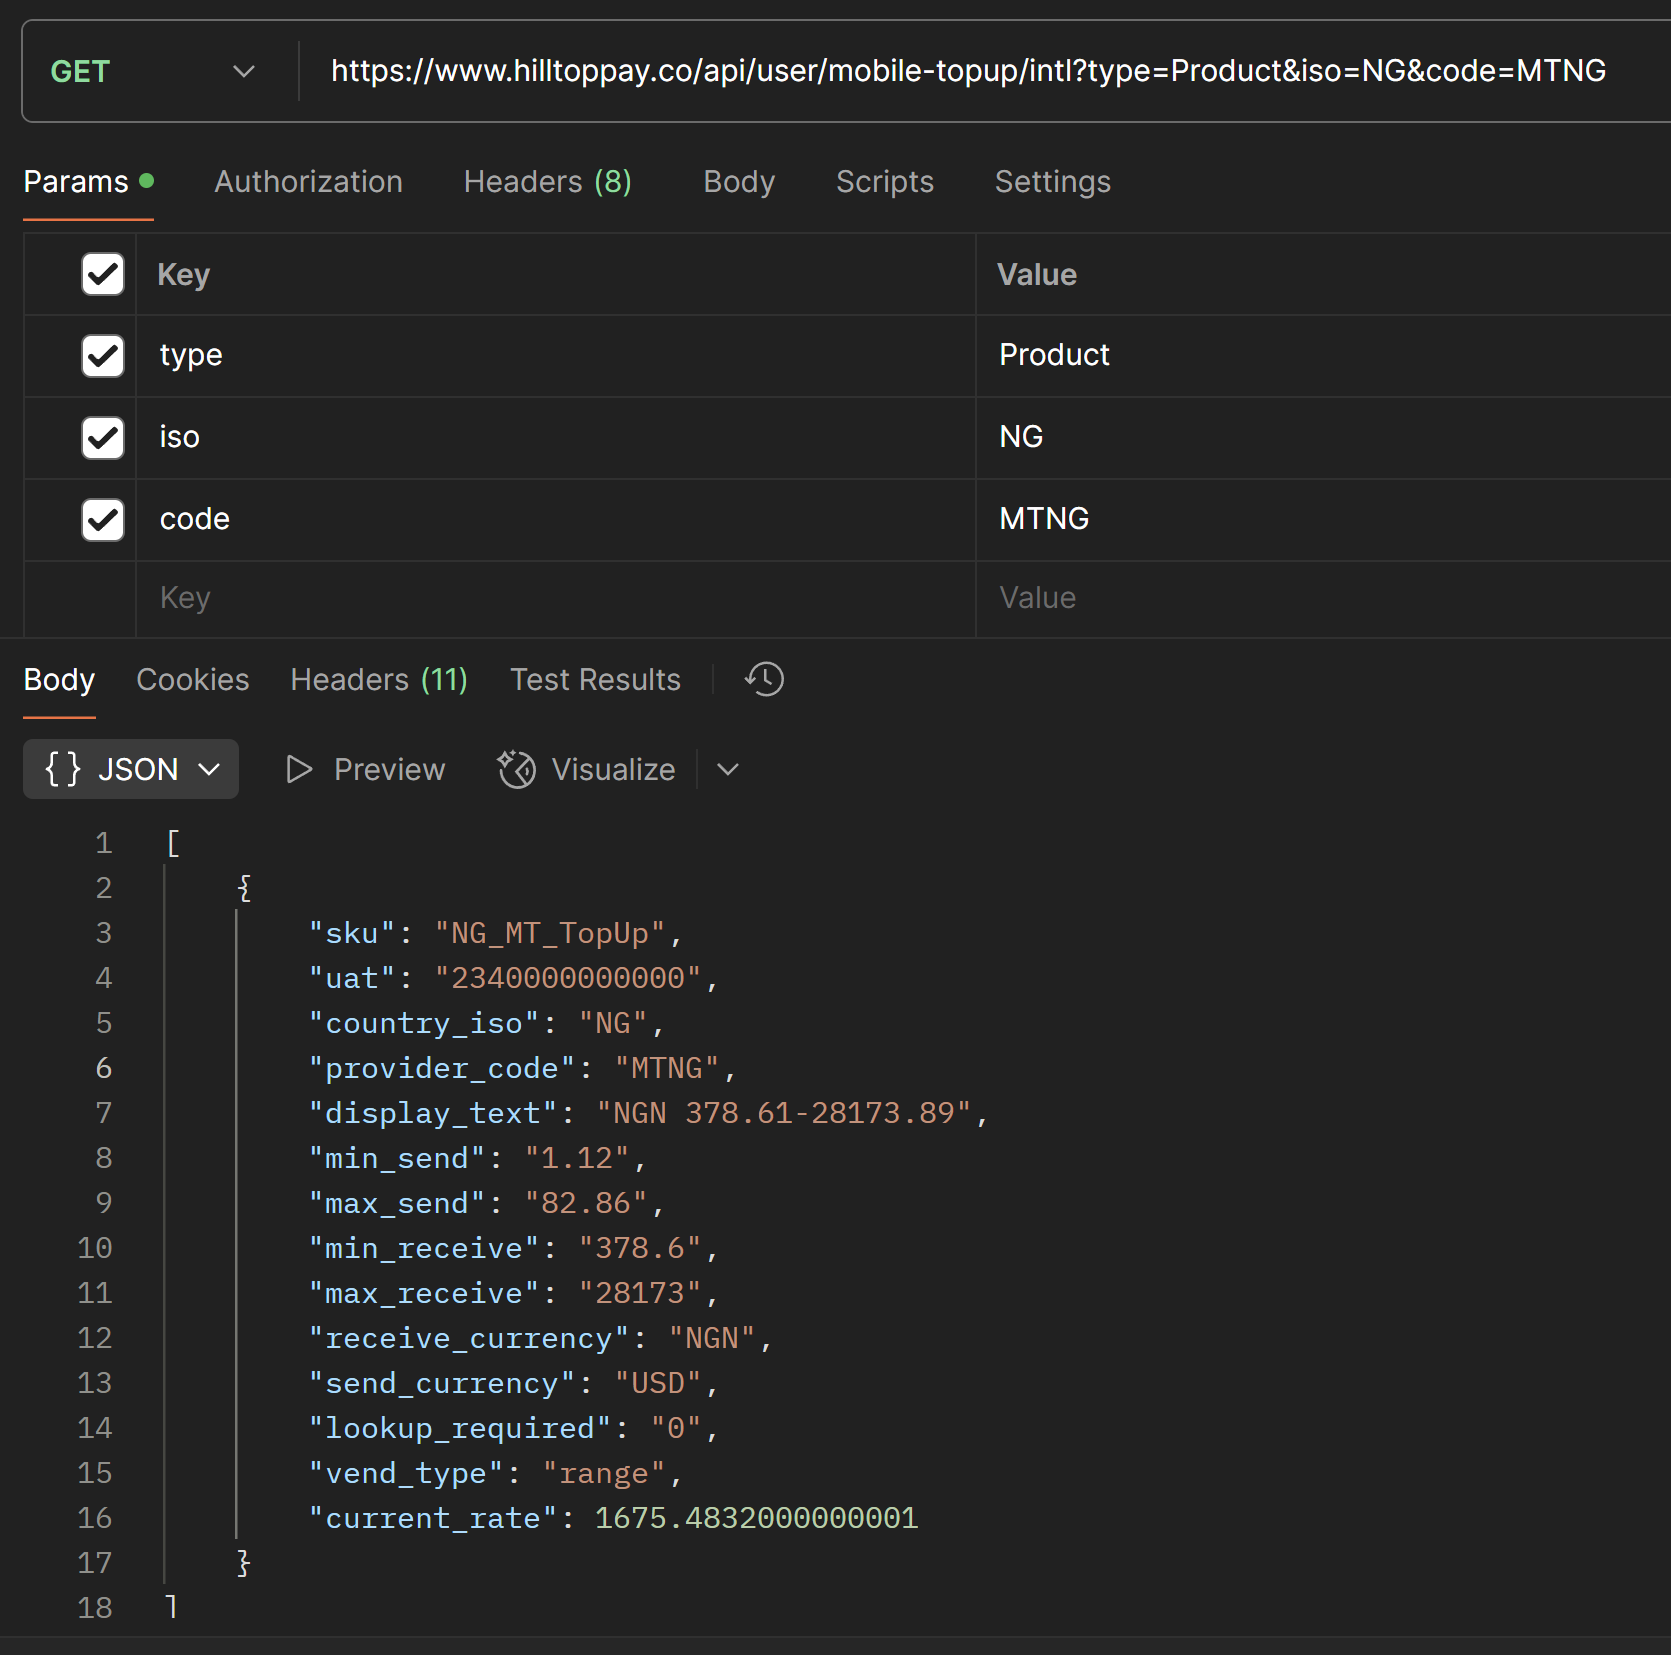 GET https://www.hilltoppay.co/api/user/mobile-topup/intl?type=Product&iso=NG&code=MTNG
Params Authorization Headers (8) Body Scripts Settings
Key Value
type Product
iso NG
code MTNG
Key Value
Body Cookies Headers (11) Test Results
{} JSON Preview Visualize
1 [
2 {
3 "sku": "NG_MT_TopUp",
4 "uat": "2340000000000",
5 "country_iso": "NG",
6 "provider_code": "MTNG",
7 "display_text": "NGN 378.61-28173.89",
8 "min_send": "1.12",
9 "max_send": "82.86",
10 "min_receive": "378.6",
11 "max_receive": "28173",
12 "receive_currency": "NGN",
13 "send_currency": "USD",
14 "lookup_required": "0",
15 "vend_type": "range",
16 "current_rate": 1675.4832000000001
17 }
18 ]